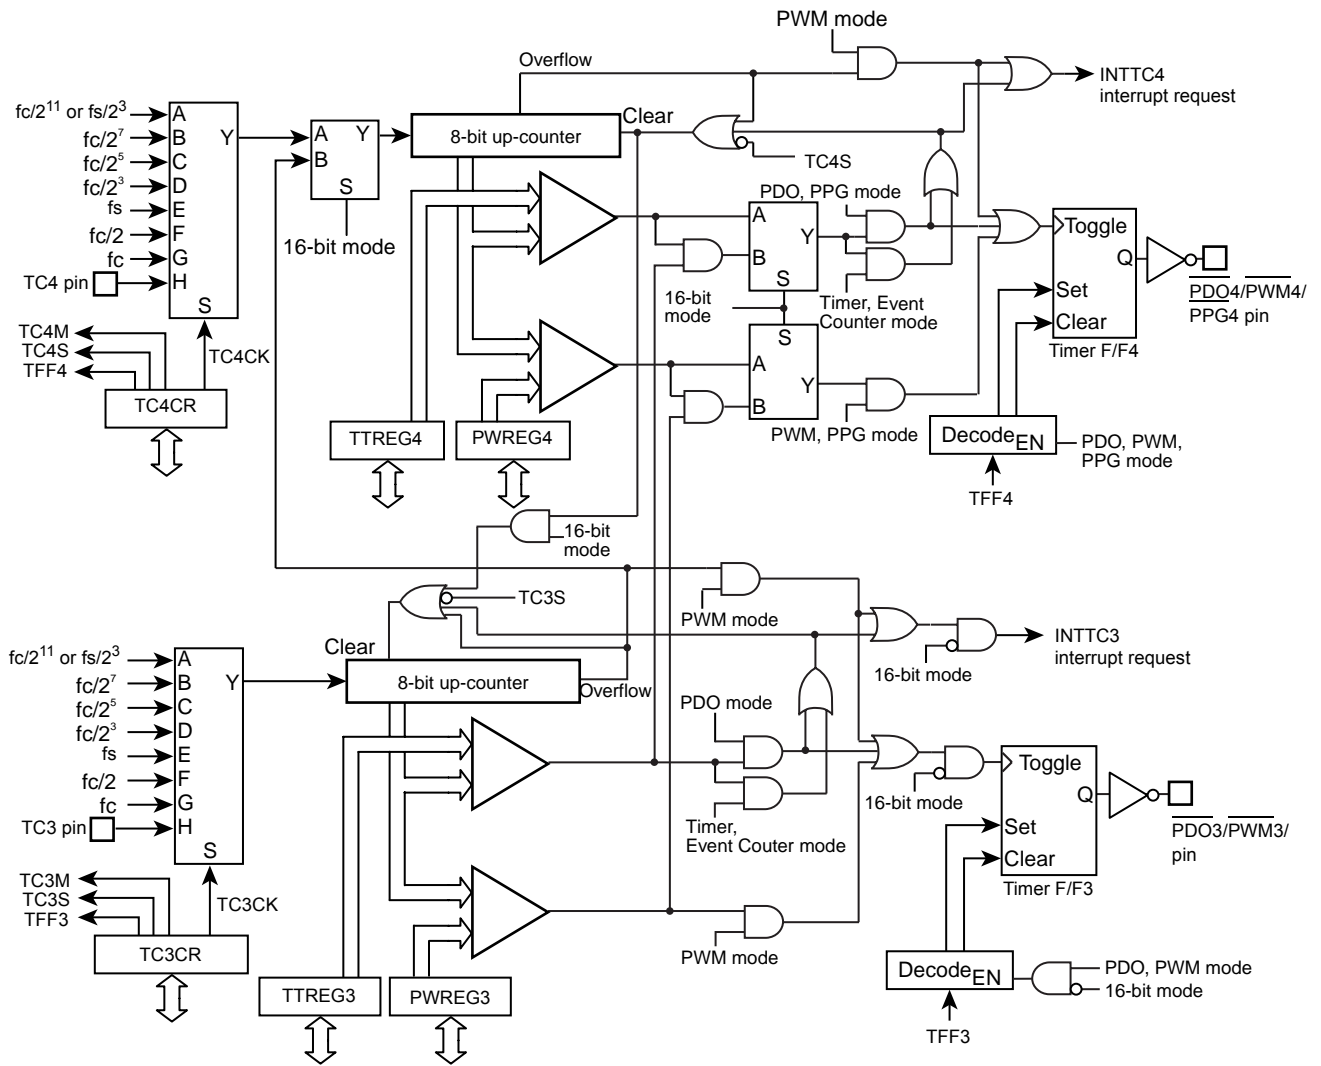 PWM mode
Overflow
INTTC4
interrupt request
fc/2¹¹ or fs/2³
fc/2⁷
fc/2⁵
fc/2³
fs
fc/2
fc
TC4 pin
A
B
C
D
E
F
G
H
Y
S
A
B
Y
S
16-bit mode
8-bit up-counter
Clear
TC4S
PDO, PPG mode
A
B
Y
S
16-bit
mode
Timer, Event
Counter mode
S
A
B
Y
PWM, PPG mode
Toggle
Q
Set
Clear
Timer F/F4
PDO4/PWM4/
PPG4 pin
TC4M
TC4S
TFF4
TC4CK
TC4CR
TTREG4
PWREG4
Decode EN
PDO, PWM,
PPG mode
TFF4
16-bit
mode
TC3S
PWM mode
INTTC3
interrupt request
16-bit mode
Clear
fc/2¹¹ or fs/2³
fc/2⁷
fc/2⁵
fc/2³
fs
fc/2
fc
TC3 pin
A
B
C
D
E
F
G
H
Y
S
8-bit up-counter
Overflow
PDO mode
Timer,
Event Couter mode
16-bit mode
Toggle
Q
Set
Clear
Timer F/F3
PDO3/PWM3/
pin
TC3M
TC3S
TFF3
TC3CK
TC3CR
TTREG3
PWREG3
PWM mode
Decode EN
PDO, PWM mode
16-bit mode
TFF3